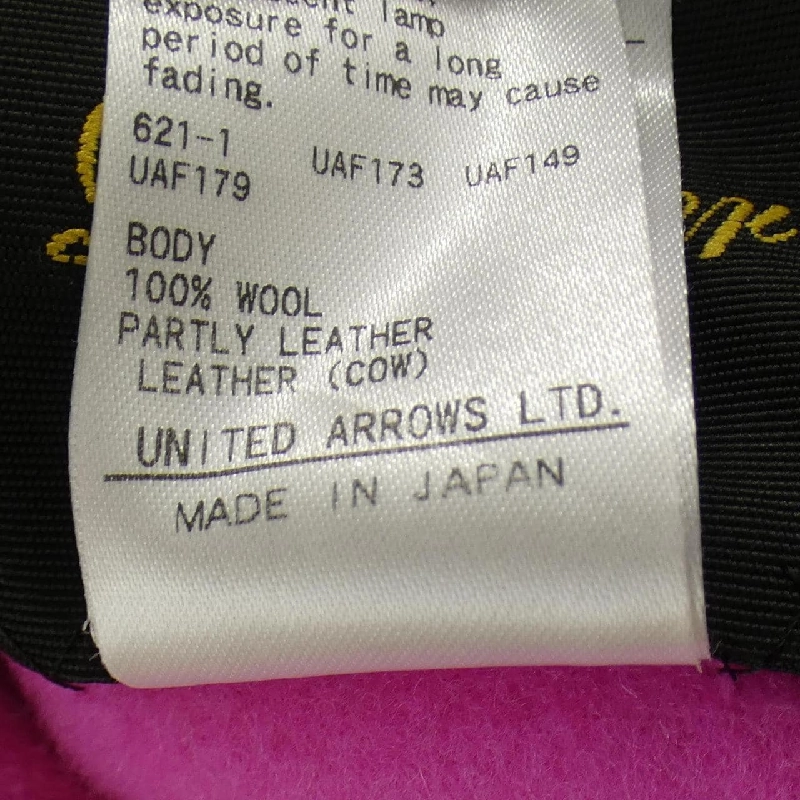 lamp
exposure for a long
period of time may cause
fading.
621-1
UAF179 UAF173 UAF149
BODY
100% WOOL
PARTLY LEATHER
LEATHER (COW)
UNITED ARROWS LTD.
MADE IN JAPAN